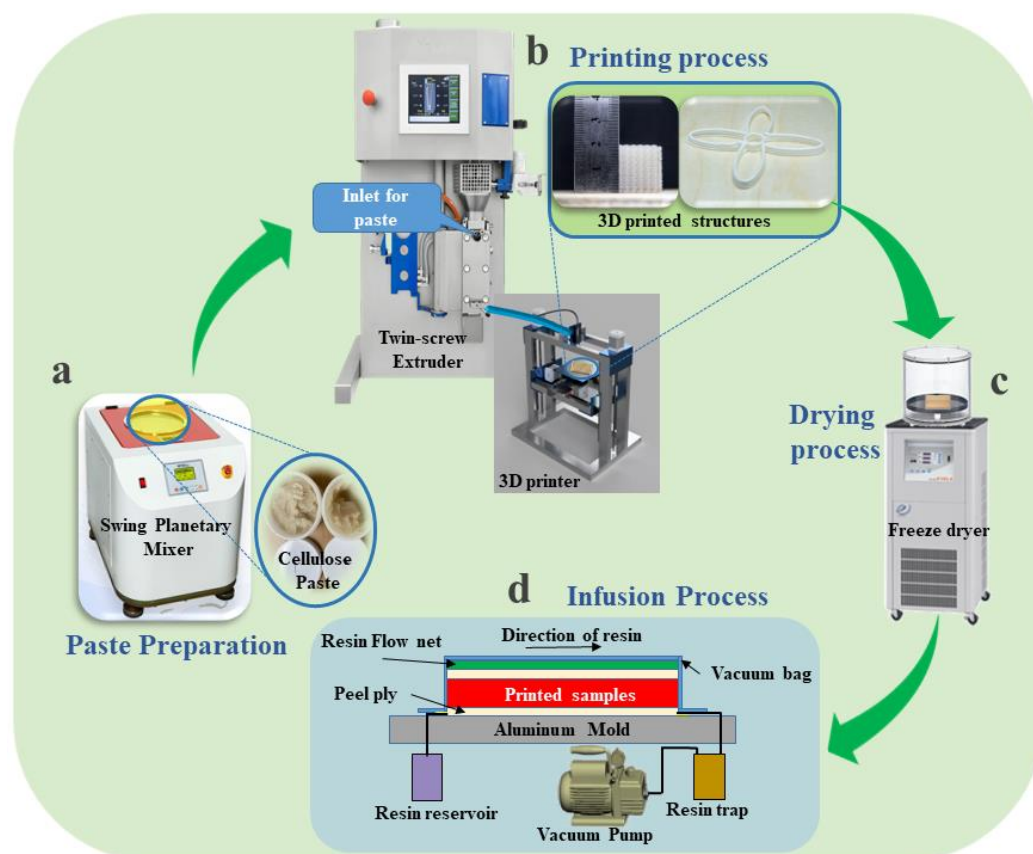 b
Printing process
Inlet for
paste
3D printed structures
Twin-screw
Extruder
a
c
Drying
process
3D printer
Swing Planetary
Mixer
Cellulose
Paste
Freeze dryer
Paste Preparation
d
Infusion Process
Resin Flow net
Direction of resin
Vacuum bag
Peel ply
Printed samples
Aluminum Mold
Resin reservoir
Vacuum Pump
Resin trap